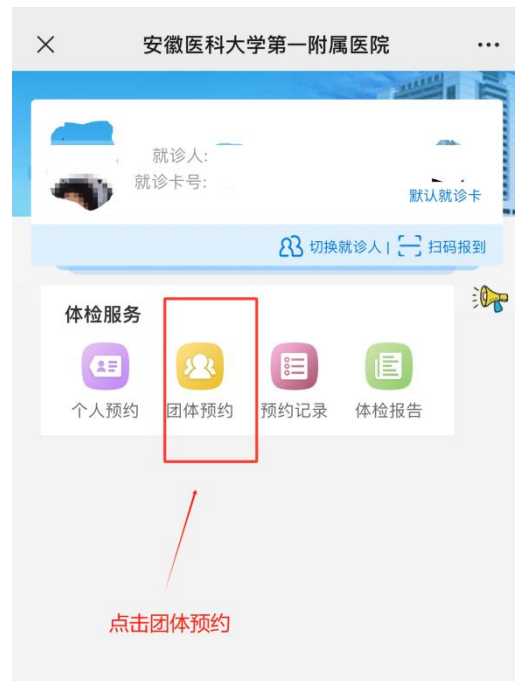 安徽医科大学第一附属医院
就诊人:
就诊卡号:
默认就诊卡
切换就诊人 | 扫码报到
体检服务
个人预约 团体预约 预约记录 体检报告
点击团体预约